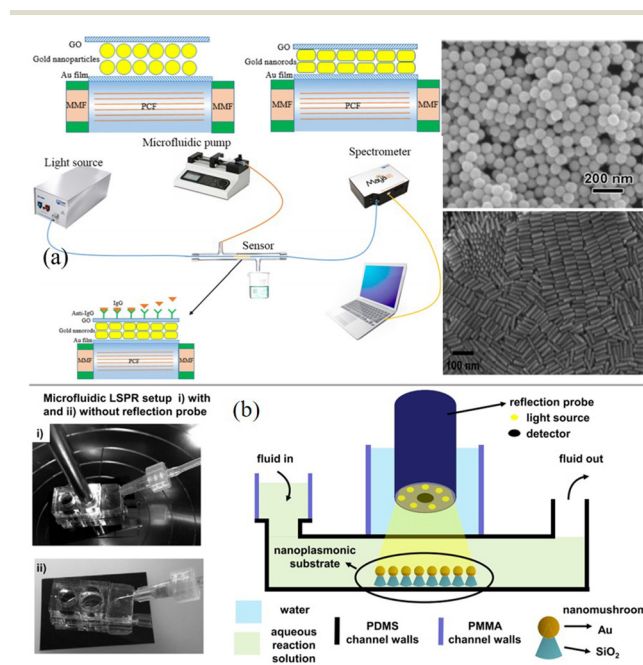 GO
Gold nanoparticles
Au film
MMF
PCF
MMF
GO
Gold nanorods
Au film
MMF
PCF
MMF
200 nm
Microfluidic pump
Light source
Spectrometer
(a)
Sensor
IgG
Anti-IgG
GO
Gold nanorods
Au film
MMF
PCF
MMF
100 nm
Microfluidic LSPR setup i) with
and ii) without reflection probe
i)
ii)
(b)
reflection probe
light source
detector
fluid in
fluid out
nanoplasmonic
substrate
water
aqueous
reaction
solution
PDMS
channel walls
PMMA
channel walls
nanomushroom
Au
SiO₂